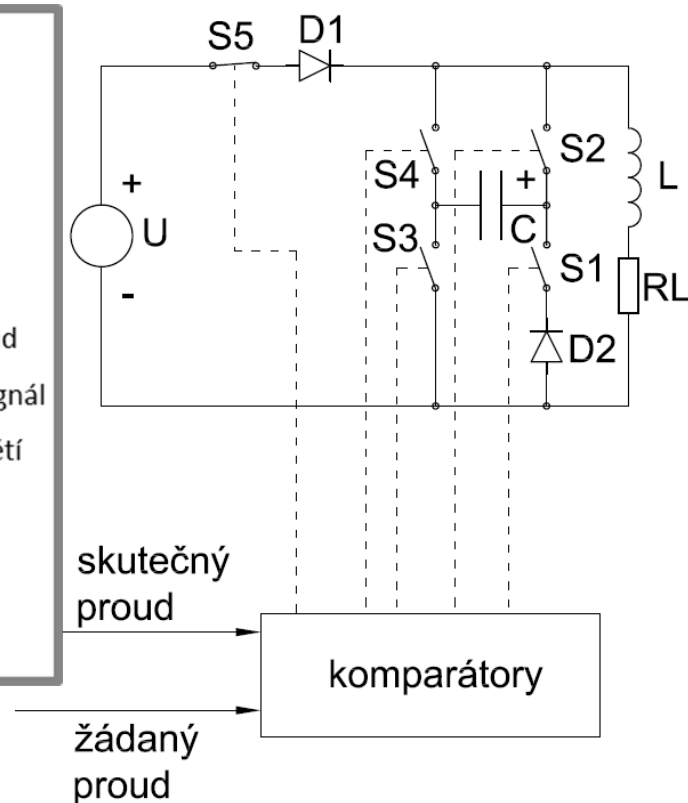 S5
D1
S4
S2
+
L
+
U
C
S3
S1
RL
-
D2
skutečný
proud
komparátory
žádaný
proud